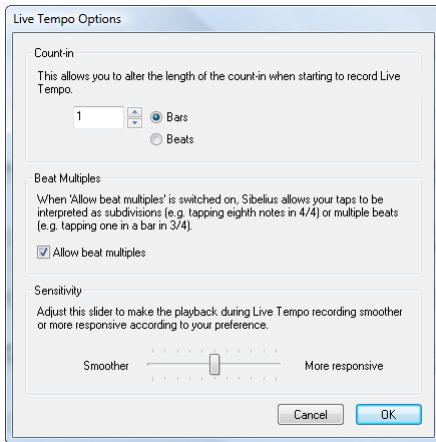 Live Tempo Options
Count-in
This allows you to alter the length of the count-in when starting to record Live
Tempo.
1
Bars
Beats
Beat Multiples
When 'Allow beat multiples' is switched on, Sibelius allows your taps to be
interpreted as subdivisions (e.g. tapping eighth notes in 4/4) or multiple beats
(e.g. tapping one in a bar in 3/4).
Allow beat multiples
Sensitivity
Adjust this slider to make the playback during Live Tempo recording smoother
or more responsive according to your preference.
Smoother More responsive
Cancel OK